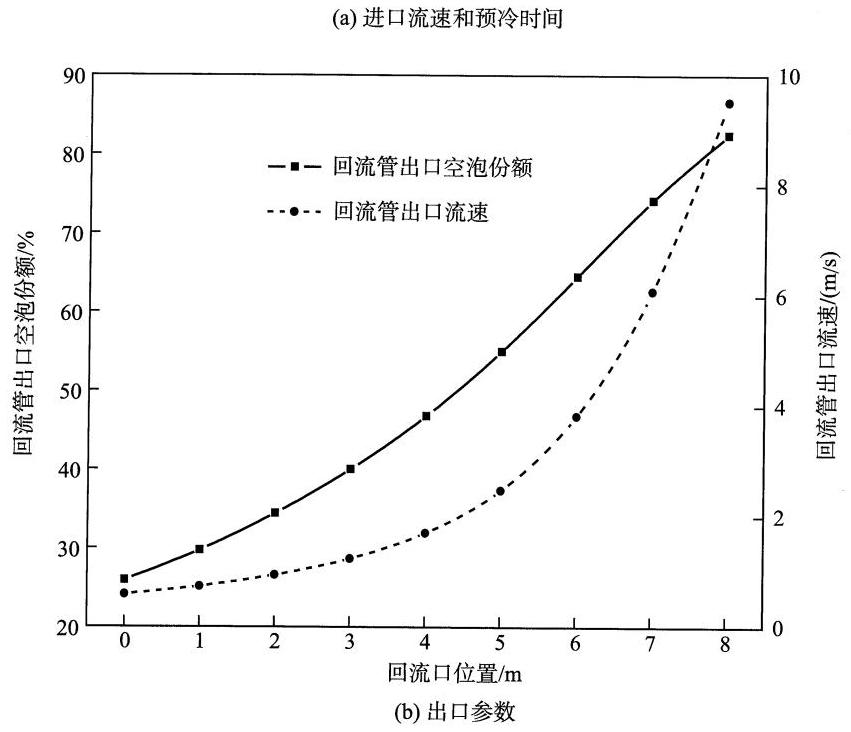 (a) 进口流速和预冷时间
90
80
70
60
50
40
30
20
10
8
6
4
2
0
回流管出口空泡份额/%
回流管出口流速/(m/s)
回流管出口空泡份额
回流管出口流速
0 1 2 3 4 5 6 7 8
回流口位置/m
(b) 出口参数